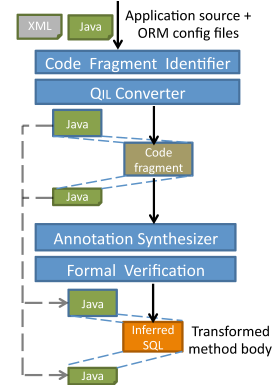 XML
Java
Application source +
ORM config files
Code Fragment Identifier
QIL Converter
Java
Code
fragment
Java
Annotation Synthesizer
Formal Verification
Java
Inferred
SQL
Transformed
method body
Java